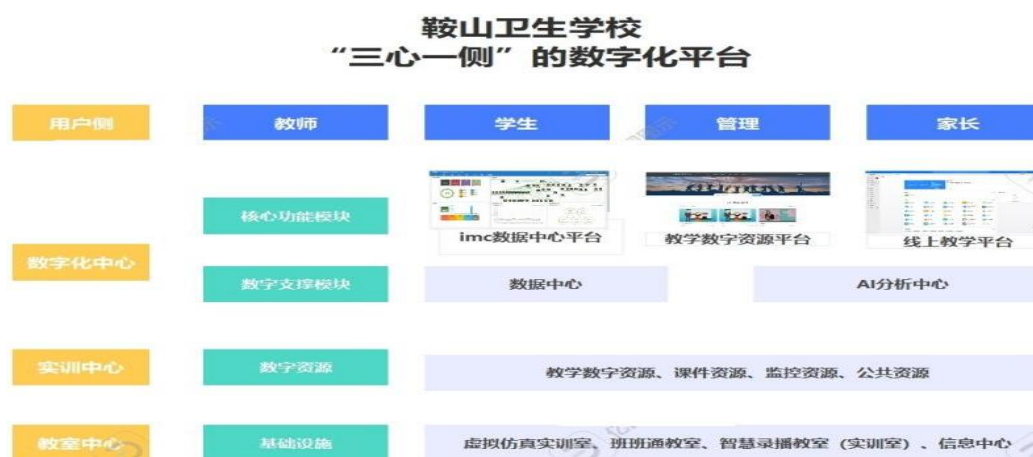 鞍山卫生学校
“三心一侧”的数字化平台
用户侧
教师
学生
管理
家长
核心功能模块
imc数据中心平台
教学数字资源平台
线上教学平台
数字化中心
数字支撑模块
数据中心
AI分析中心
实训中心
数字资源
教学数字资源、课件资源、监控资源、公共资源
教室中心
基础设施
虚拟仿真实训室、班班通教室、智慧录播教室（实训室）、信息中心